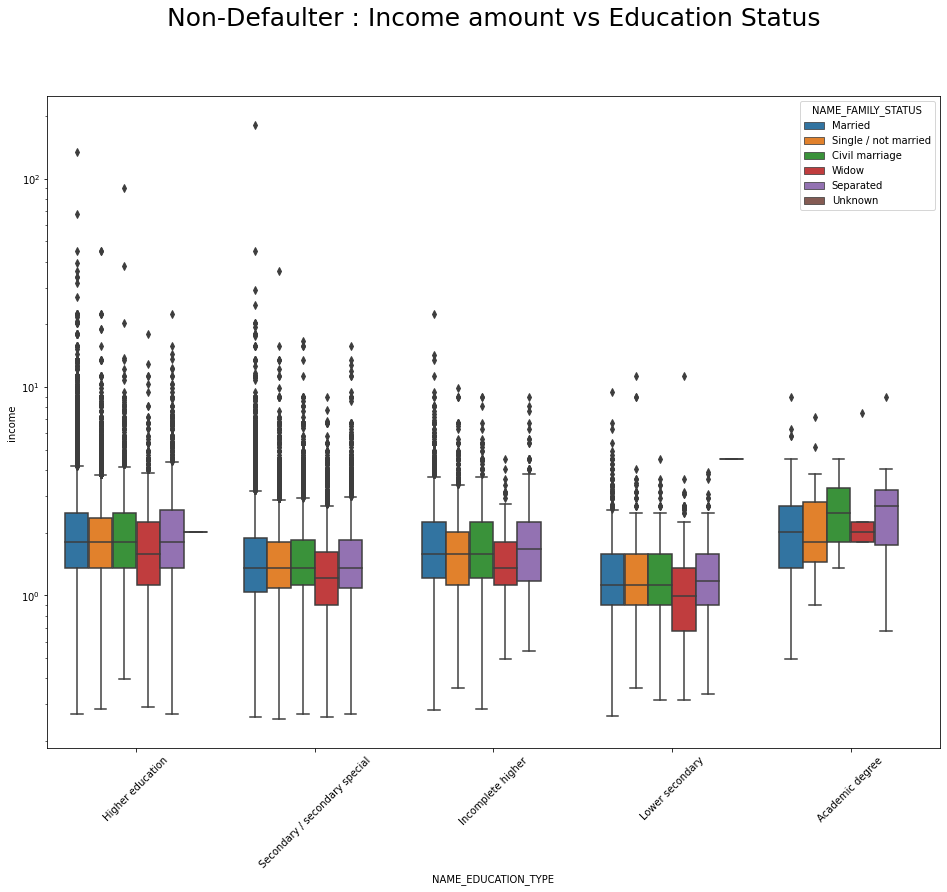 Non-Defaulter : Income amount vs Education Status
NAME_FAMILY_STATUS
Married
Single / not married
Civil marriage
Widow
Separated
Unknown
10²
10¹
10⁰
income
Higher education
Secondary / secondary special
Incomplete higher
Lower secondary
Academic degree
NAME_EDUCATION_TYPE